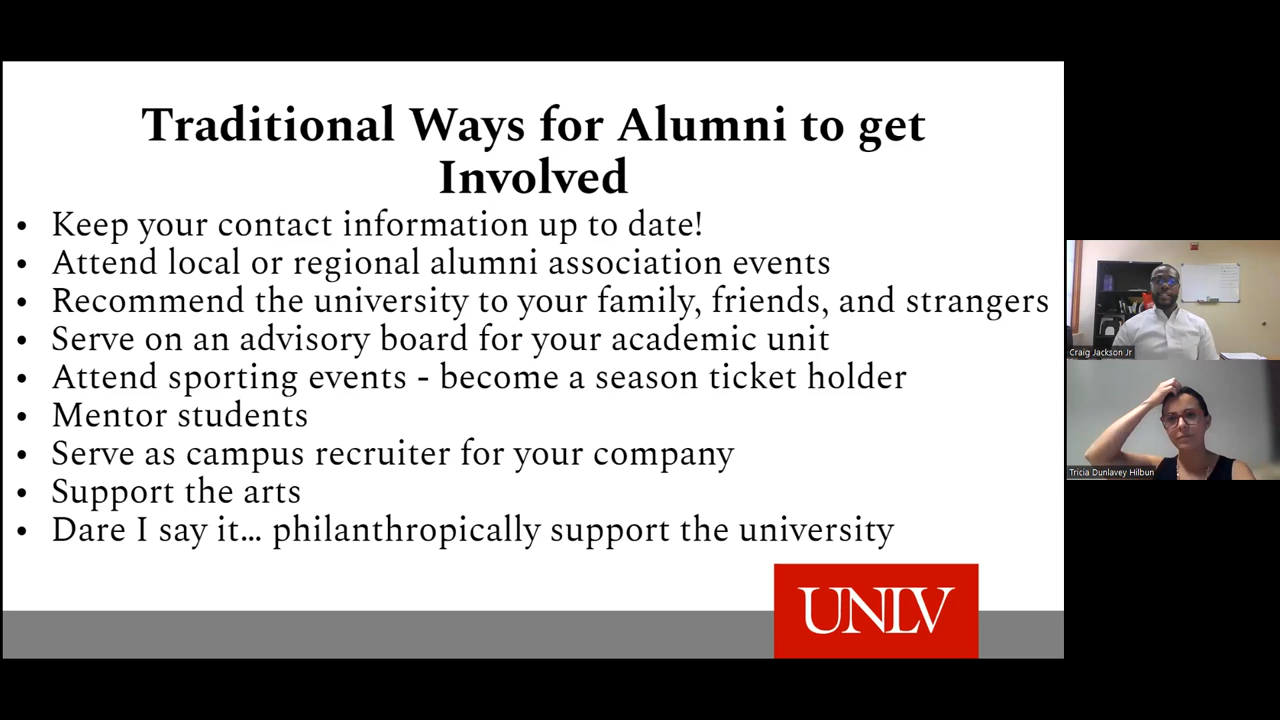 Traditional Ways for Alumni to get
Involved
• Keep your contact information up to date!
• Attend local or regional alumni association events
• Recommend the university to your family, friends, and strangers
• Serve on an advisory board for your academic unit
• Attend sporting events - become a season ticket holder
• Mentor students
• Serve as campus recruiter for your company
• Support the arts
• Dare I say it... philanthropically support the university
UNLV
Craig Jackson Jr
Tricia Dunlavey Hilbun